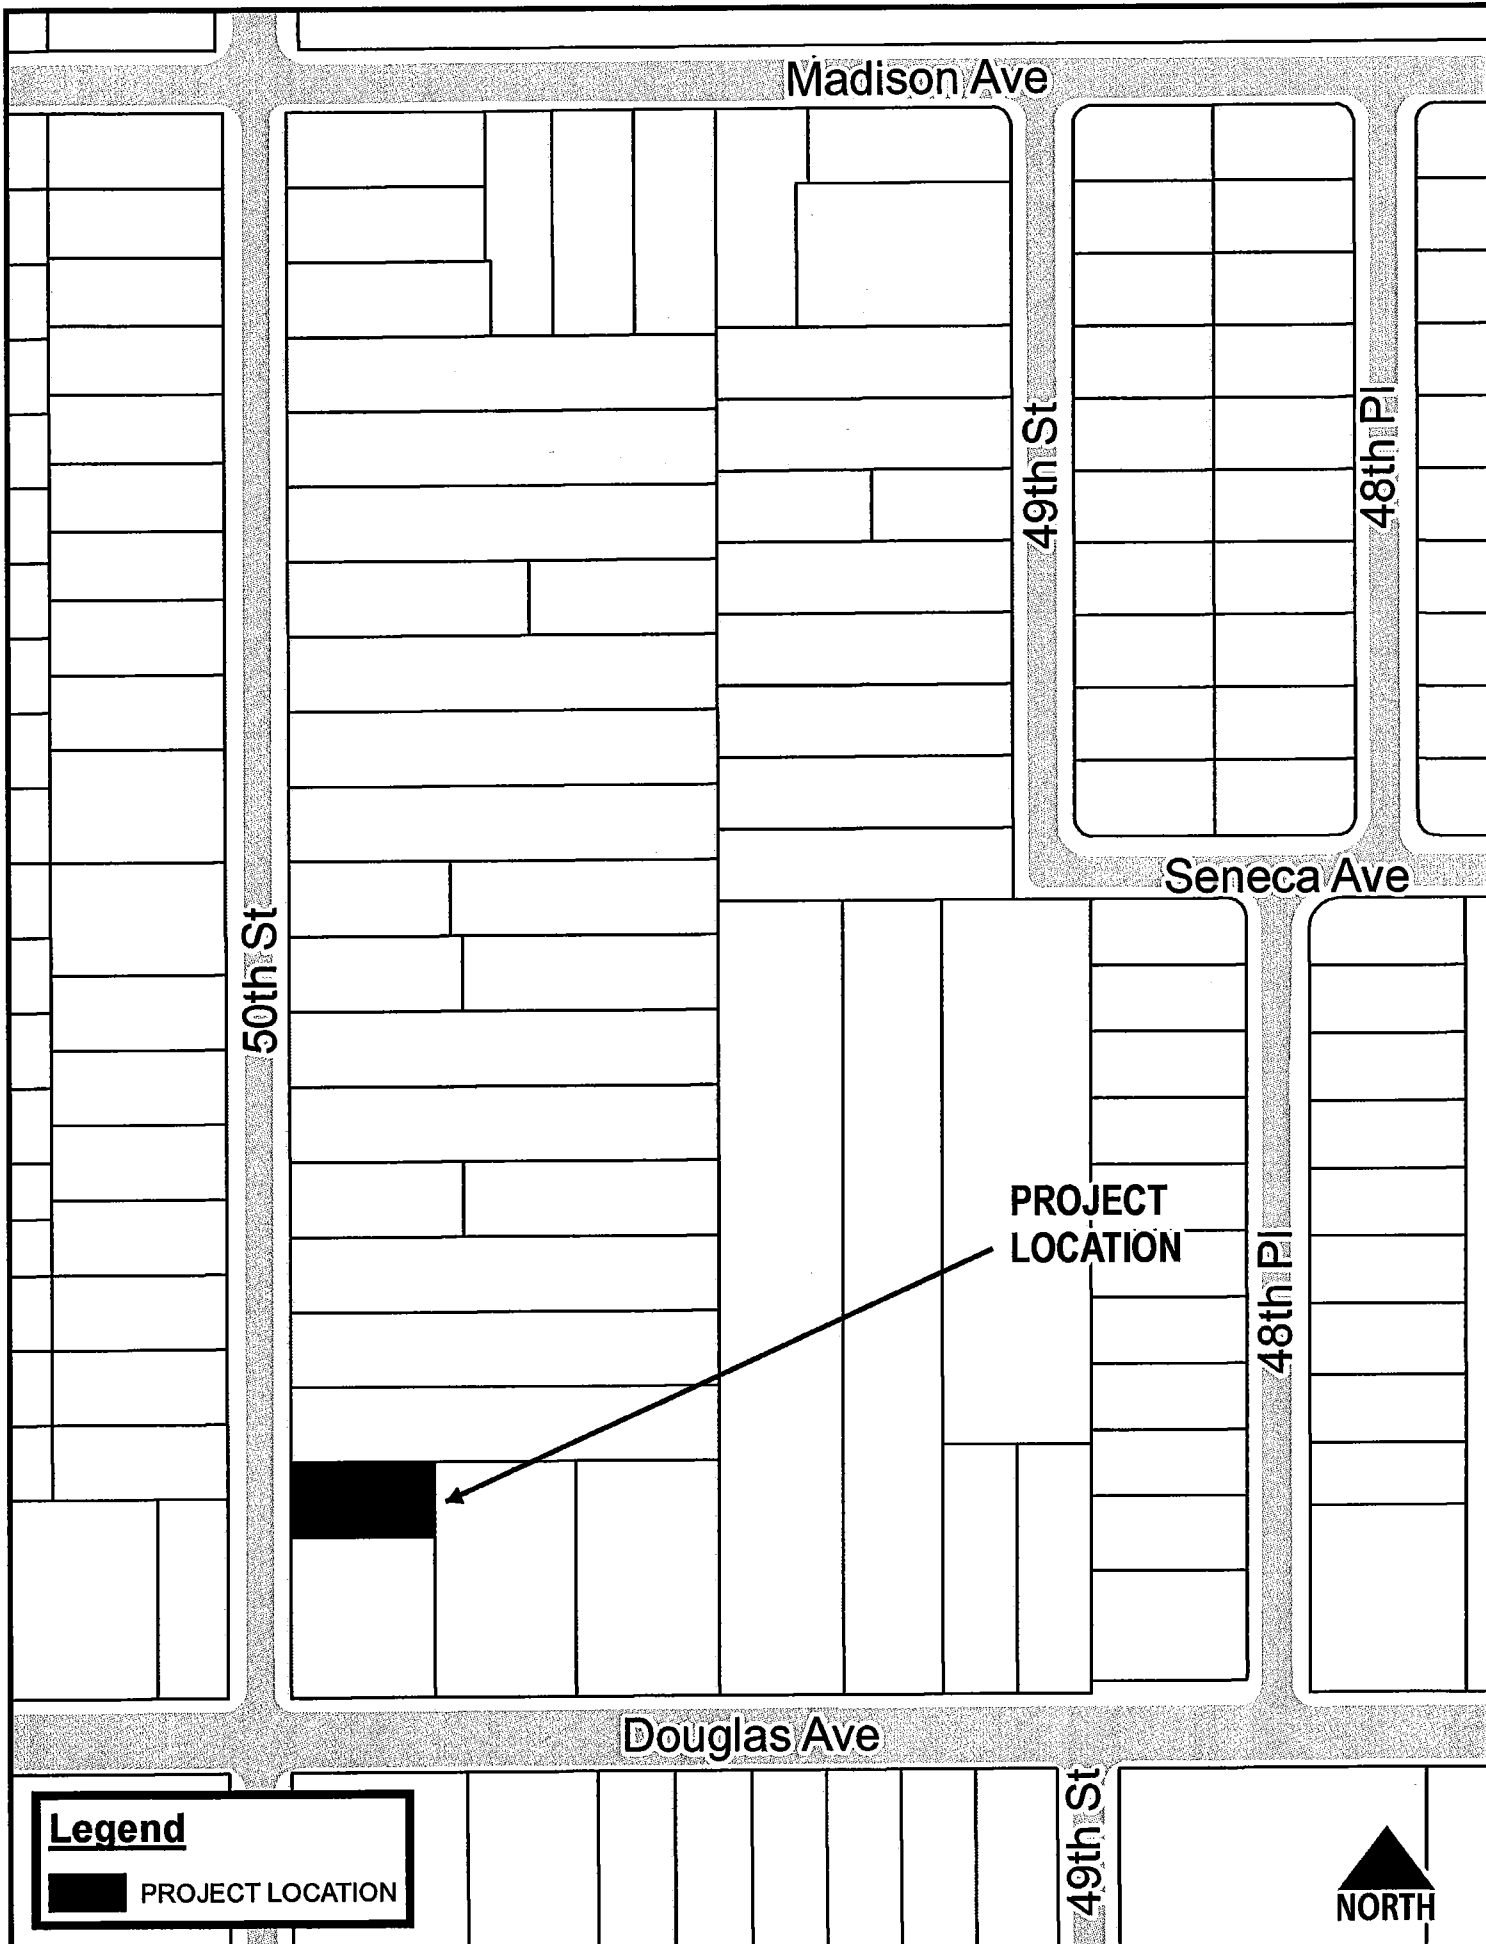 Madison Ave
49th St
48th Pl
Seneca Ave
50th St
PROJECT
LOCATION
48th Pl
Douglas Ave
49th St
Legend
PROJECT LOCATION
NORTH